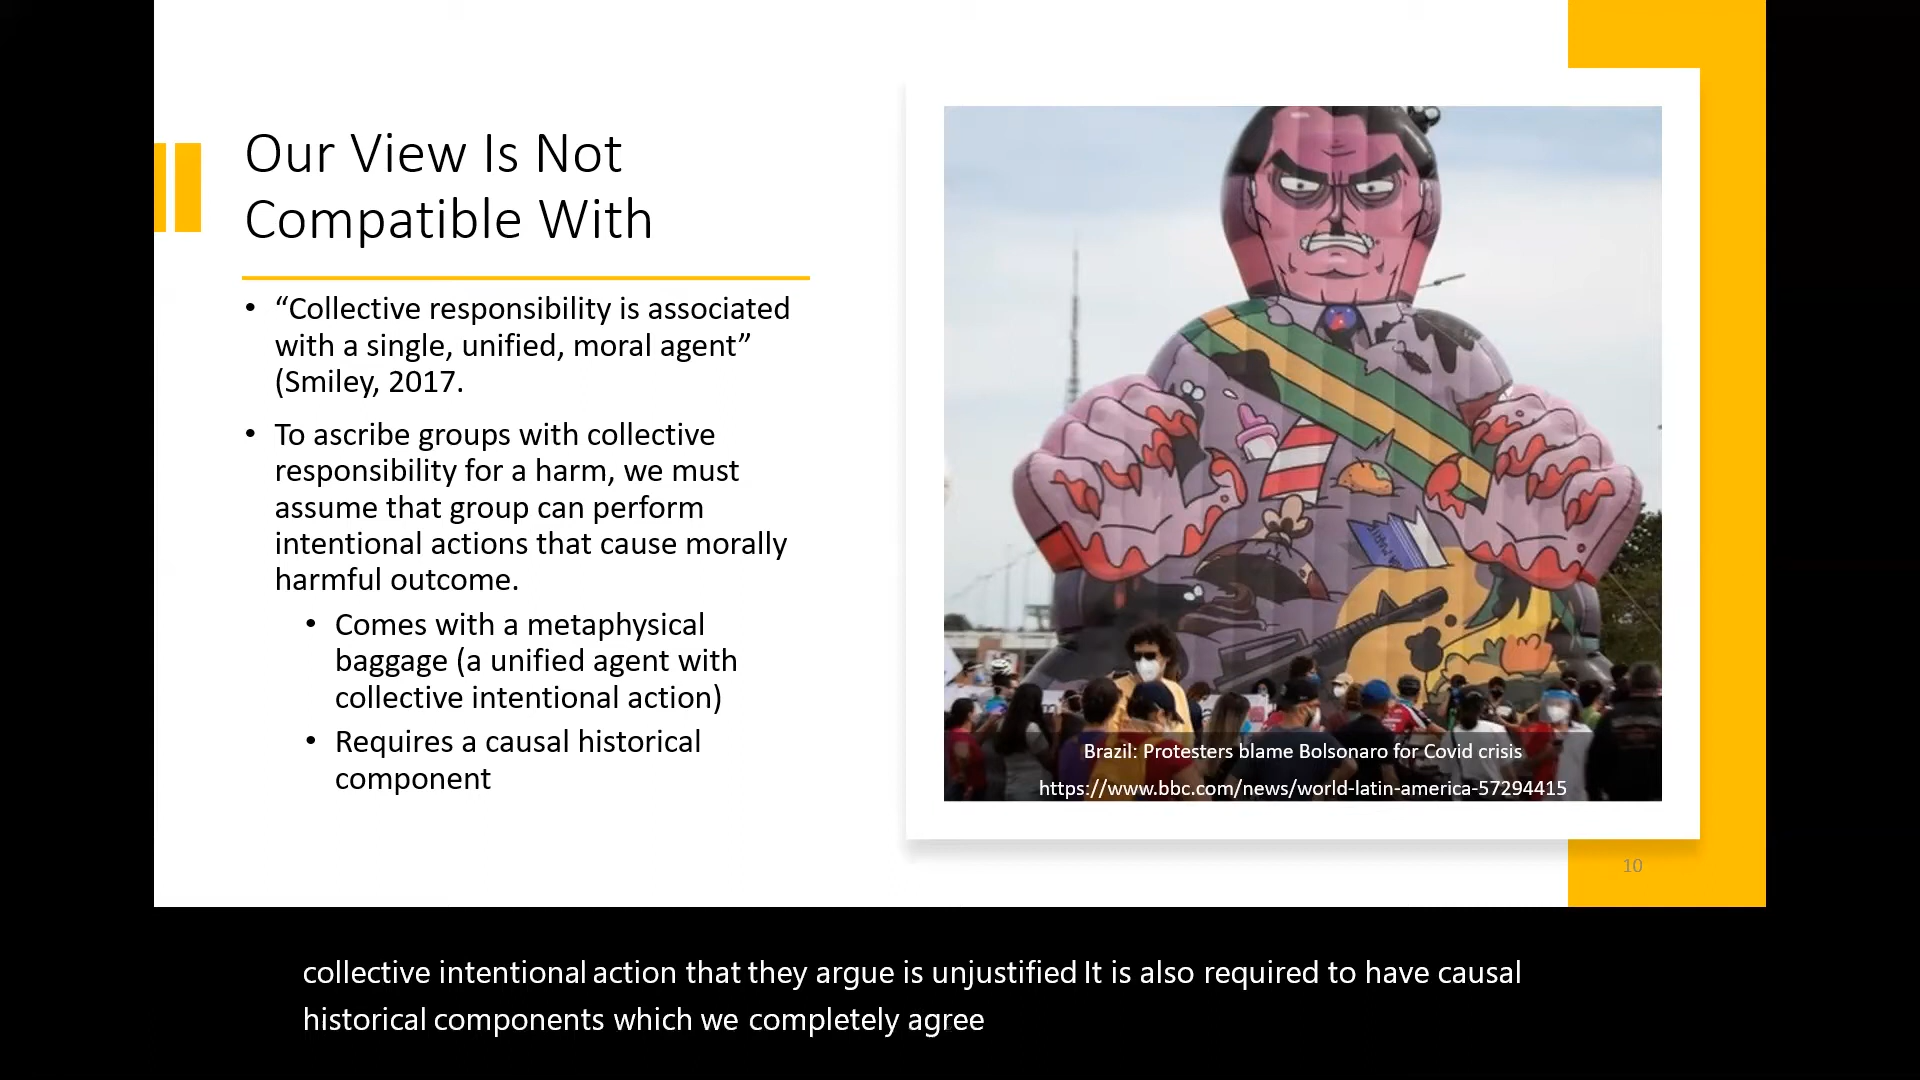 Our View Is Not
Compatible With
• “Collective responsibility is associated
with a single, unified, moral agent”
(Smiley, 2017.
• To ascribe groups with collective
responsibility for a harm, we must
assume that group can perform
intentional actions that cause morally
harmful outcome.
• Comes with a metaphysical
baggage (a unified agent with
collective intentional action)
• Requires a causal historical
component
Brazil: Protesters blame Bolsonaro for Covid crisis
https://www.bbc.com/news/world-latin-america-57294415
10
collective intentional action that they argue is unjustified It is also required to have causal
historical components which we completely agree